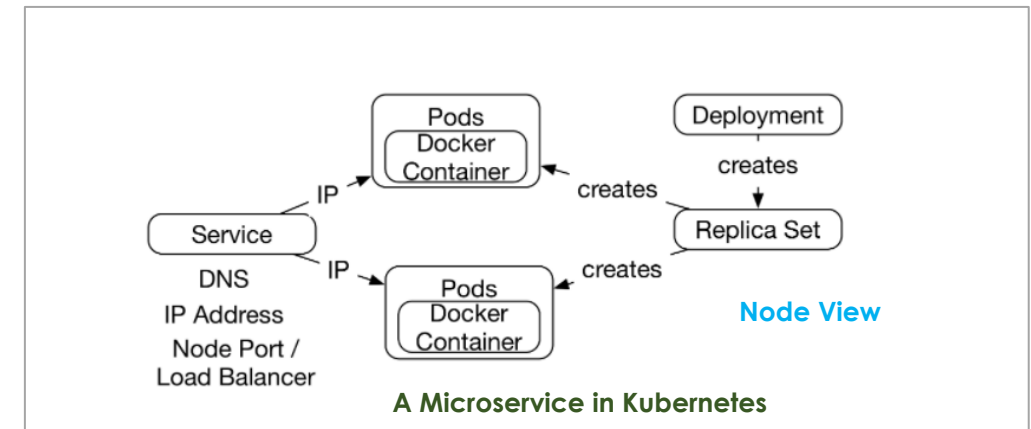 Pods
Docker
Container
Deployment
creates
IP
creates
Service
Replica Set
IP
creates
DNS
IP Address
Node Port /
Load Balancer
Pods
Docker
Container
Node View
A Microservice in Kubernetes